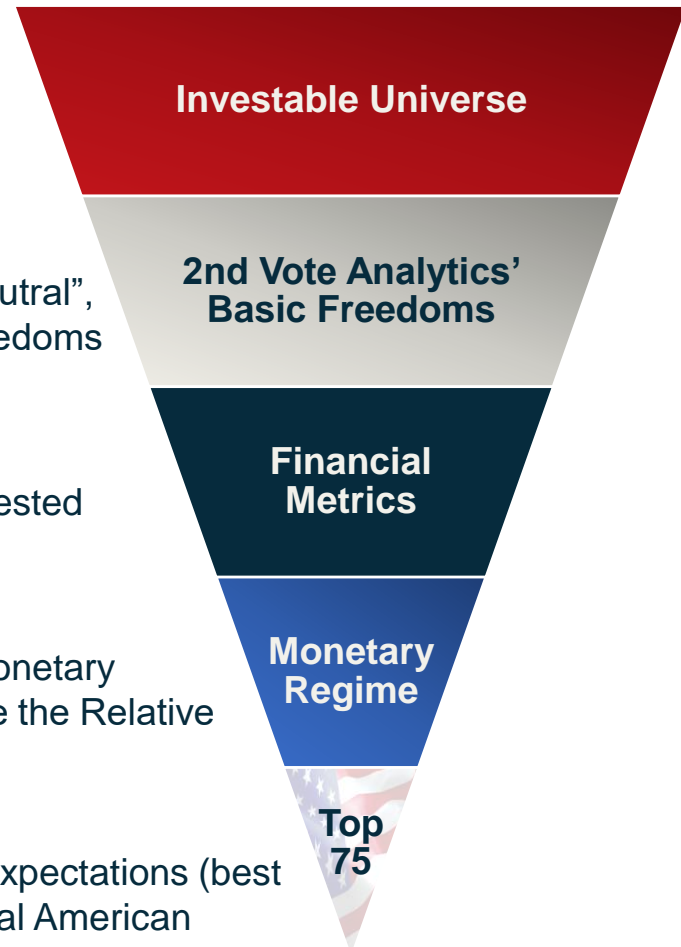 Investable Universe
2nd Vote Analytics’
Basic Freedoms
utral”,
edoms
Financial
Metrics
ested
Monetary
Regime
onetary
e the Relative
Top
75
xpectations (best
al American